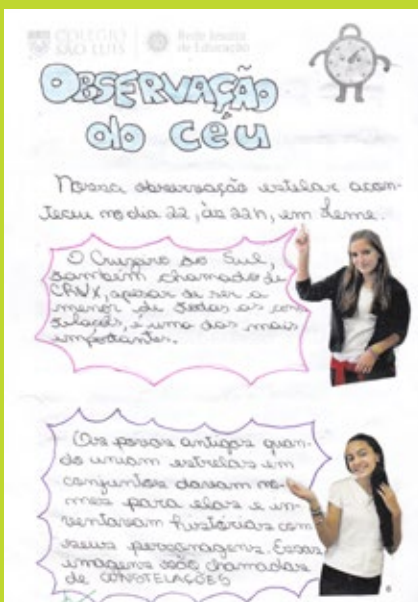 COLÉGIO
SÃO LUÍS
Rede Jesuíta
de Educação
OBSERVAÇÃO
do céu
Nossa observação estelar acon-
teceu no dia 22, às 22h, em Leme.
O Cruzeiro do Sul,
também chamado de
CRUX, apesar de ser a
menor de todas as cons
telações, é uma das mais
importantes.
Os povos antigos quan-
do uniam estrelas em
conjuntos davam no-
mes para elas e in-
ventavam histórias com
seus personagens. Essas
imagens são chamadas
de CONSTELAÇÕES